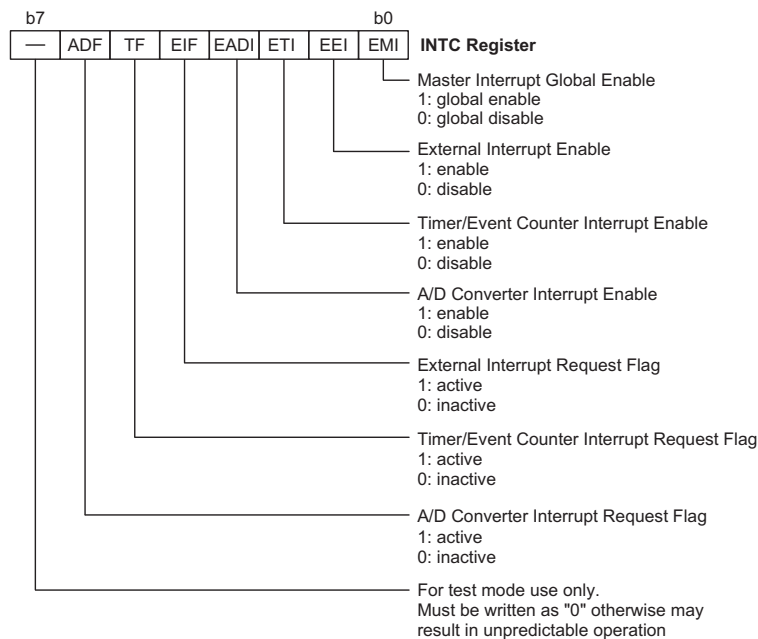 b7 b0
— ADF TF EIF EADI ETI EEI EMI INTC Register
Master Interrupt Global Enable
1: global enable
0: global disable
External Interrupt Enable
1: enable
0: disable
Timer/Event Counter Interrupt Enable
1: enable
0: disable
A/D Converter Interrupt Enable
1: enable
0: disable
External Interrupt Request Flag
1: active
0: inactive
Timer/Event Counter Interrupt Request Flag
1: active
0: inactive
A/D Converter Interrupt Request Flag
1: active
0: inactive
For test mode use only.
Must be written as "0" otherwise may
result in unpredictable operation